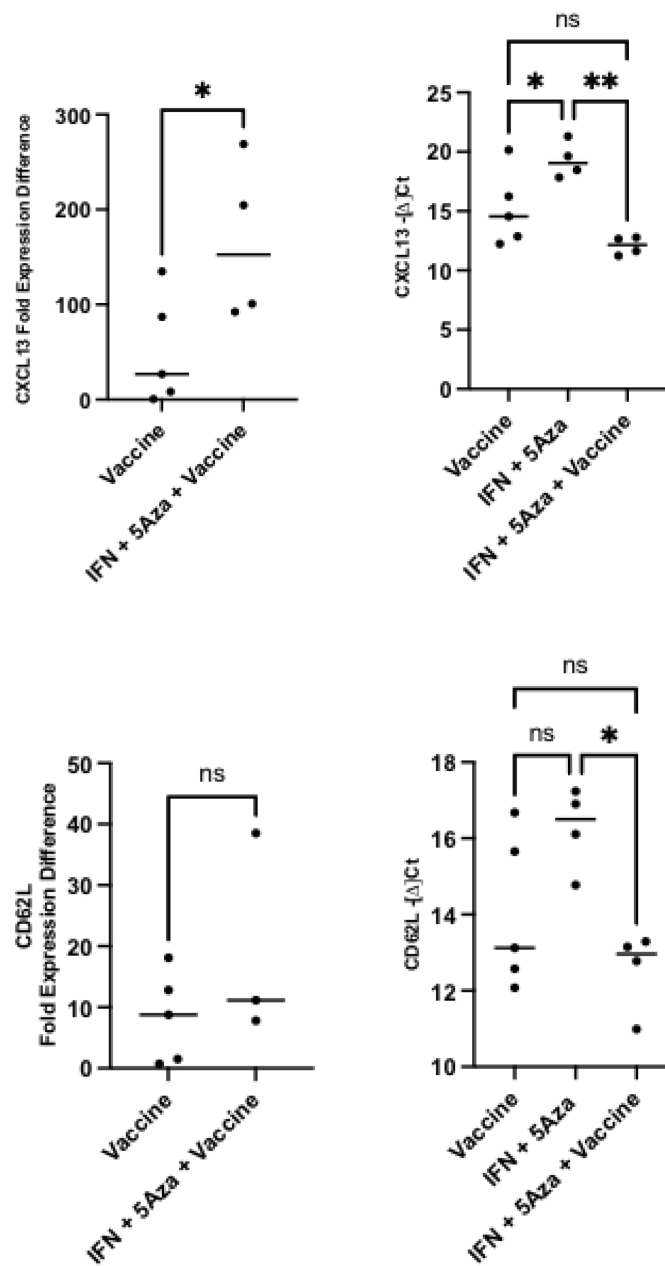 *
300
200
100
0
CXCL13 Fold Expression Difference
Vaccine
IFN + 5Aza + Vaccine
ns
*
**
25
20
15
10
5
0
CXCL13 -[Δ]Ct
Vaccine
IFN + 5Aza
IFN + 5Aza + Vaccine
ns
50
40
30
20
10
0
CD62L
Fold Expression Difference
Vaccine
IFN + 5Aza + Vaccine
ns
ns
*
18
16
14
12
10
CD62L -[Δ]Ct
Vaccine
IFN + 5Aza
IFN + 5Aza + Vaccine